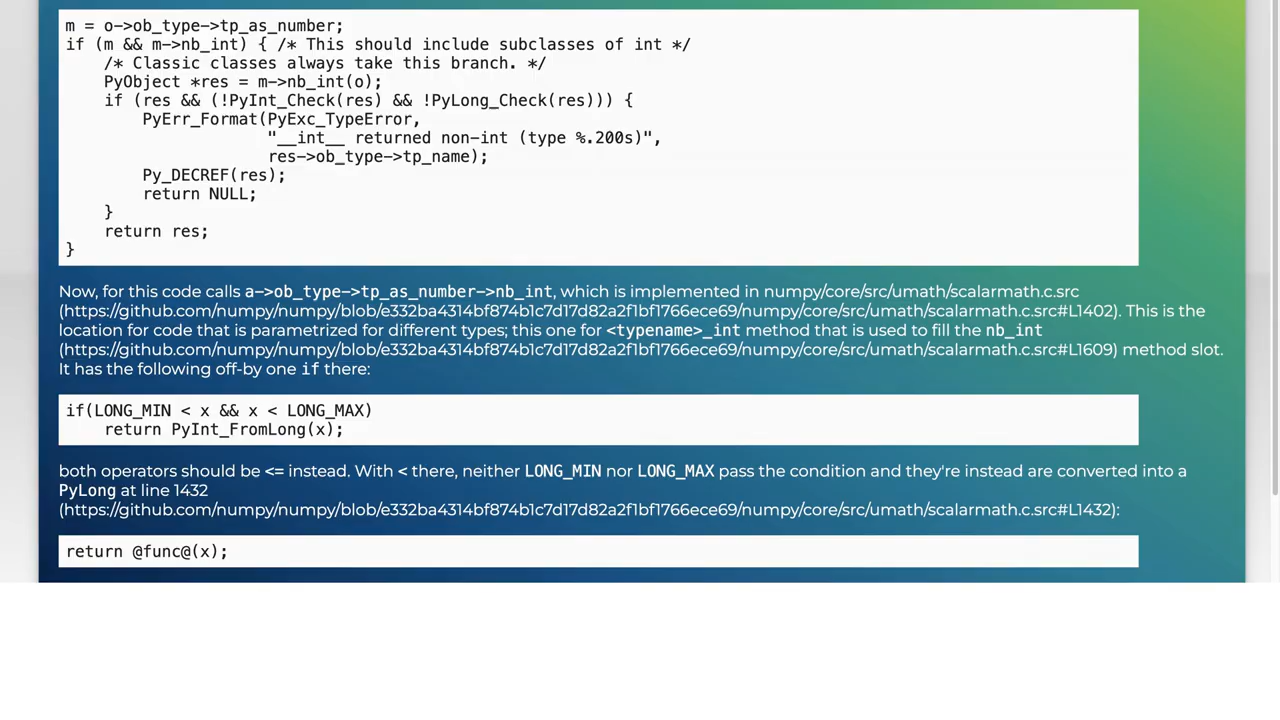 m = o->ob_type->tp_as_number;
if (m && m->nb_int) { /* This should include subclasses of int */
/* Classic classes always take this branch. */
PyObject *res = m->nb_int(o);
if (res && (!PyInt_Check(res) && !PyLong_Check(res))) {
PyErr_Format(PyExc_TypeError,
"__int__ returned non-int (type %.200s)",
res->ob_type->tp_name);
Py_DECREF(res);
return NULL;
}
return res;
}
Now, for this code calls a->ob_type->tp_as_number->nb_int, which is implemented in numpy/core/src/umath/scalarmath.c.src
(https://github.com/numpy/numpy/blob/e332ba4314bf874b1c7d17d82a2f1bf1766ece69/numpy/core/src/umath/scalarmath.c.src#L1402). This is the
location for code that is parametrized for different types; this one for <typename>_int method that is used to fill the nb_int
(https://github.com/numpy/numpy/blob/e332ba4314bf874b1c7d17d82a2f1bf1766ece69/numpy/core/src/umath/scalarmath.c.src#L1609) method slot.
It has the following off-by one if there:
if(LONG_MIN < x && x < LONG_MAX)
return PyInt_FromLong(x);
both operators should be <= instead. With < there, neither LONG_MIN nor LONG_MAX pass the condition and they're instead are converted into a
PyLong at line 1432
(https://github.com/numpy/numpy/blob/e332ba4314bf874b1c7d17d82a2f1bf1766ece69/numpy/core/src/umath/scalarmath.c.src#L1432):
return @func@(x);